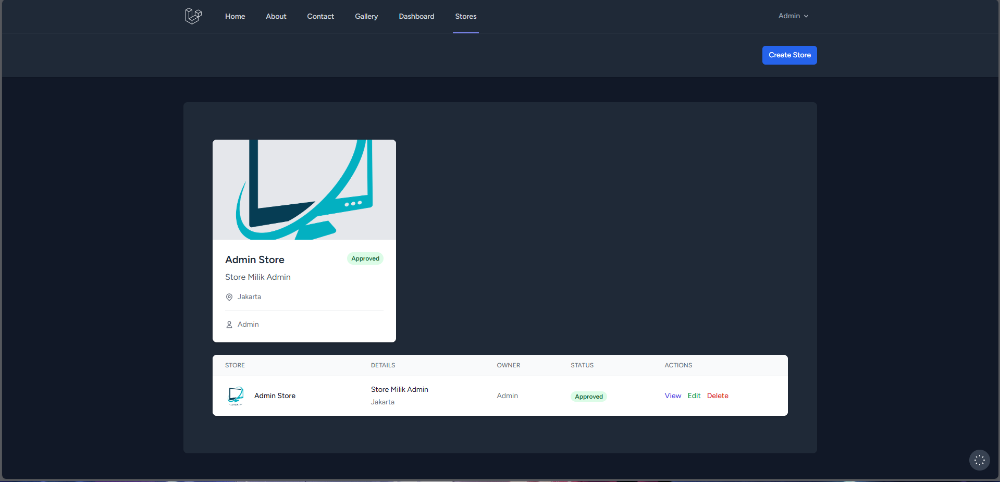 Home About Contact Gallery Dashboard Stores Admin
Create Store
Admin Store Approved
Store Milik Admin
Jakarta
Admin
STORE DETAILS OWNER STATUS ACTIONS
Admin Store Store Milik Admin Jakarta Admin Approved View Edit Delete